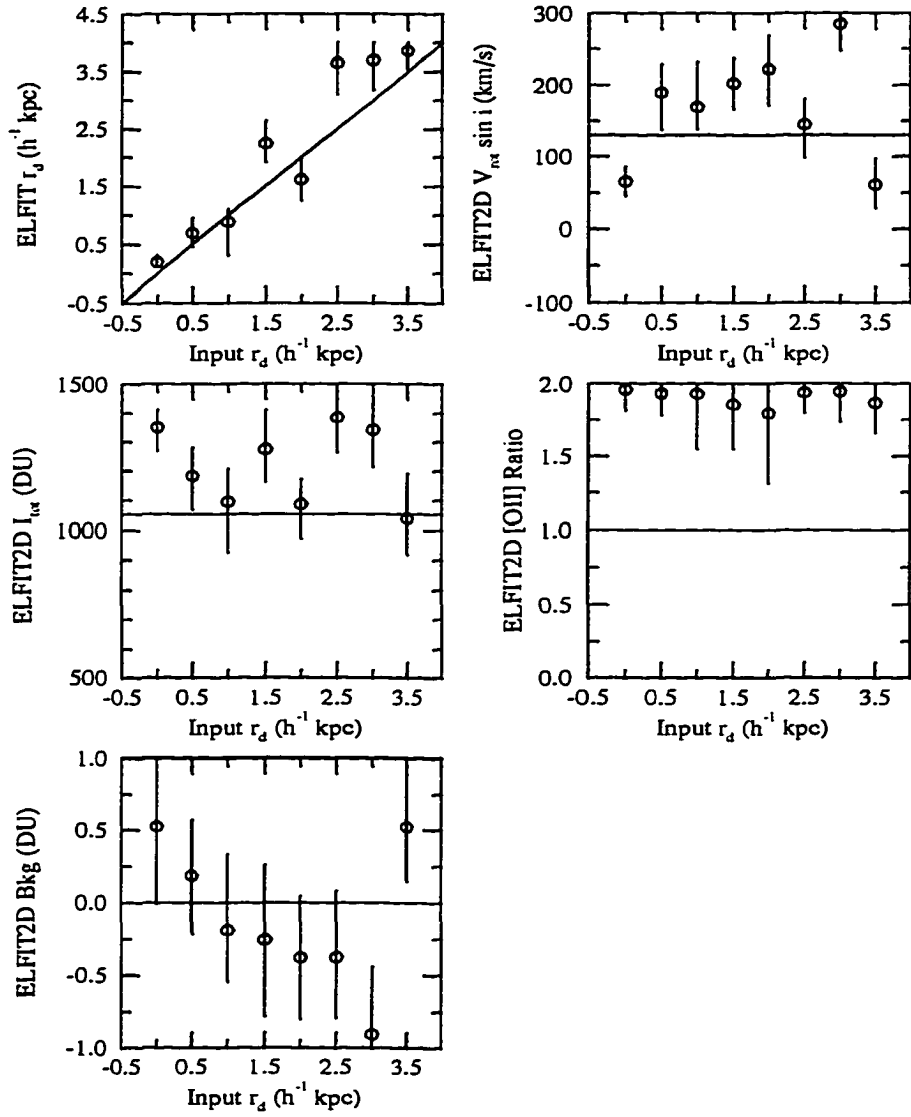 4.5
3.5
2.5
1.5
0.5
-0.5
ELFIT r_d (h⁻¹ kpc)
-0.5 0.5 1.5 2.5 3.5
Input r_d (h⁻¹ kpc)
300
200
100
0
-100
ELFIT2D V_rot sin i (km/s)
-0.5 0.5 1.5 2.5 3.5
Input r_d (h⁻¹ kpc)
1500
1000
500
ELFIT2D I_tot (DU)
-0.5 0.5 1.5 2.5 3.5
Input r_d (h⁻¹ kpc)
2.0
1.5
1.0
0.5
0.0
ELFIT2D [OII] Ratio
-0.5 0.5 1.5 2.5 3.5
Input r_d (h⁻¹ kpc)
1.0
0.5
0.0
-0.5
-1.0
ELFIT2D Bkg (DU)
-0.5 0.5 1.5 2.5 3.5
Input r_d (h⁻¹ kpc)